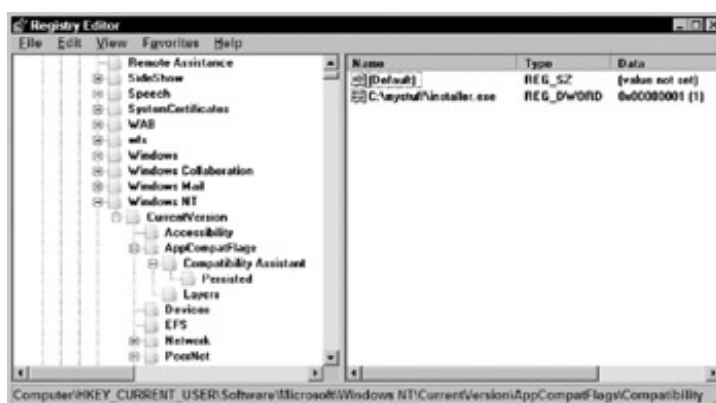 Registry Editor
File Edit View Favorites Help
Remote Assistance
SideShow
Speech
SystemCertificates
WAB
wfs
Windows
Windows Collaboration
Windows Mail
Windows NT
CurrentVersion
Accessibility
AppCompatFlags
Compatibility Assistant
Persisted
Layers
Devices
EFS
Network
PeerNet
Name Type Data
(Default) REG_SZ (value not set)
C:\mystuff\installer.exe REG_DWORD 0x00000001 (1)
Computer\HKEY_CURRENT_USER\Software\Microsoft\Windows NT\CurrentVersion\AppCompatFlags\Compatibility